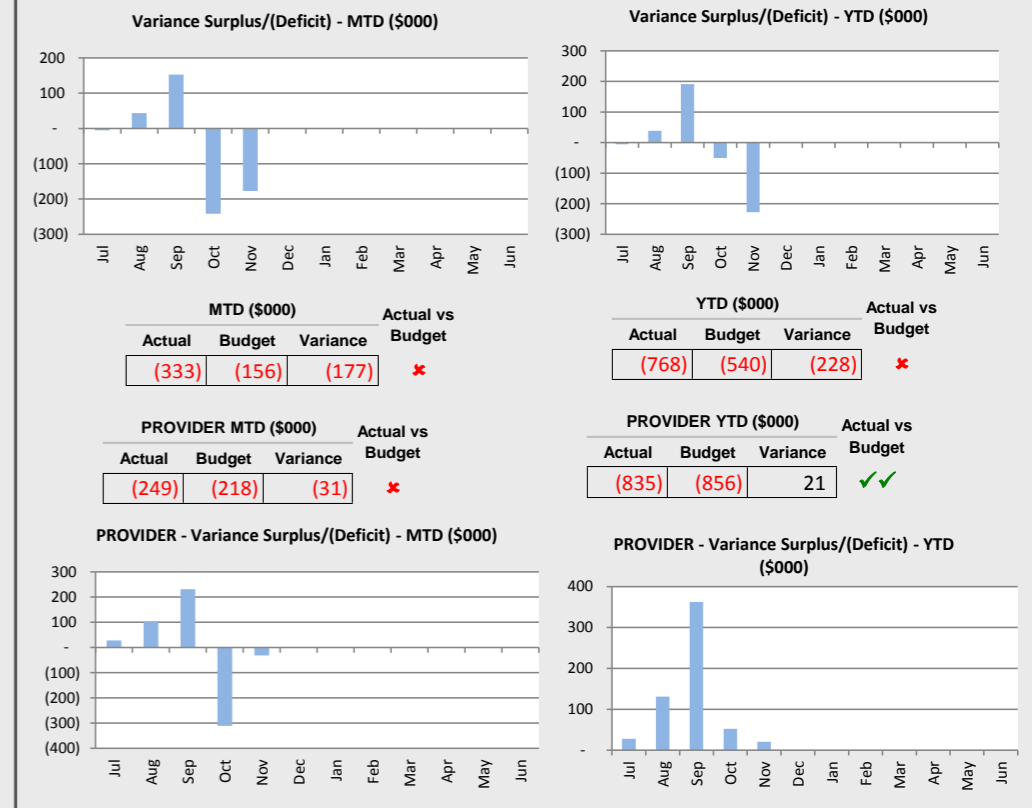 Variance Surplus/(Deficit) - MTD ($000)
200
100
-
(100)
(200)
(300)
Jul Aug Sep Oct Nov Dec Jan Feb Mar Apr May Jun
Variance Surplus/(Deficit) - YTD ($000)
300
200
100
-
(100)
(200)
(300)
Jul Aug Sep Oct Nov Dec Jan Feb Mar Apr May Jun
MTD ($000)
Actual vs
Budget
Actual Budget Variance
(333) (156) (177) ✘
YTD ($000)
Actual vs
Budget
Actual Budget Variance
(768) (540) (228) ✘
PROVIDER MTD ($000)
Actual vs
Budget
Actual Budget Variance
(249) (218) (31) ✘
PROVIDER YTD ($000)
Actual vs
Budget
Actual Budget Variance
(835) (856) 21 ✓✓
PROVIDER - Variance Surplus/(Deficit) - MTD ($000)
300
200
100
-
(100)
(200)
(300)
(400)
Jul Aug Sep Oct Nov Dec Jan Feb Mar Apr May Jun
PROVIDER - Variance Surplus/(Deficit) - YTD
($000)
400
300
200
100
-
Jul Aug Sep Oct Nov Dec Jan Feb Mar Apr May Jun